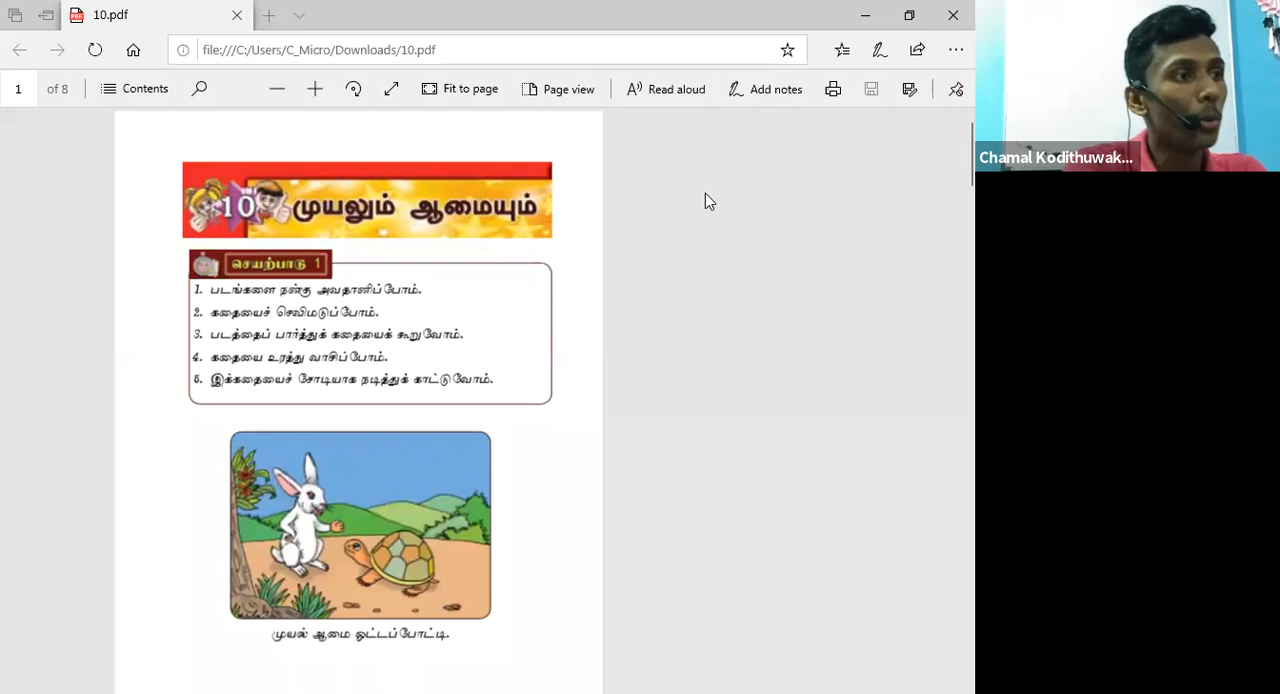 10.pdf
file:///C:/Users/C_Micro/Downloads/10.pdf
1 of 8 Contents Fit to page Page view Read aloud Add notes
Chamal Kodithuwak...
10 முயலும் ஆமையும்
செயற்பாடு 1
1. படங்களை நன்கு அவதானிப்போம்.
2. கதையைச் செவிமடுப்போம்.
3. படத்தைப் பார்த்துக் கதையைக் கூறுவோம்.
4. கதையை உரத்து வாசிப்போம்.
5. இக்கதையைச் சோடியாக நடித்துக் காட்டுவோம்.
முயல் ஆமை ஓட்டப்போட்டி.